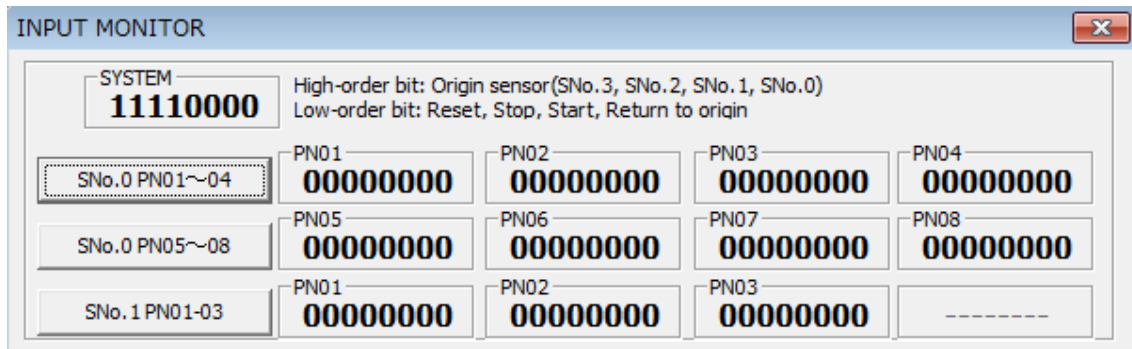 INPUT MONITOR
SYSTEM
11110000
High-order bit: Origin sensor(SNo.3, SNo.2, SNo.1, SNo.0)
Low-order bit: Reset, Stop, Start, Return to origin
PN01 PN02 PN03 PN04
SNo.0 PN01～04 00000000 00000000 00000000 00000000
PN05 PN06 PN07 PN08
SNo.0 PN05～08 00000000 00000000 00000000 00000000
PN01 PN02 PN03
SNo.1 PN01-03 00000000 00000000 00000000 --------